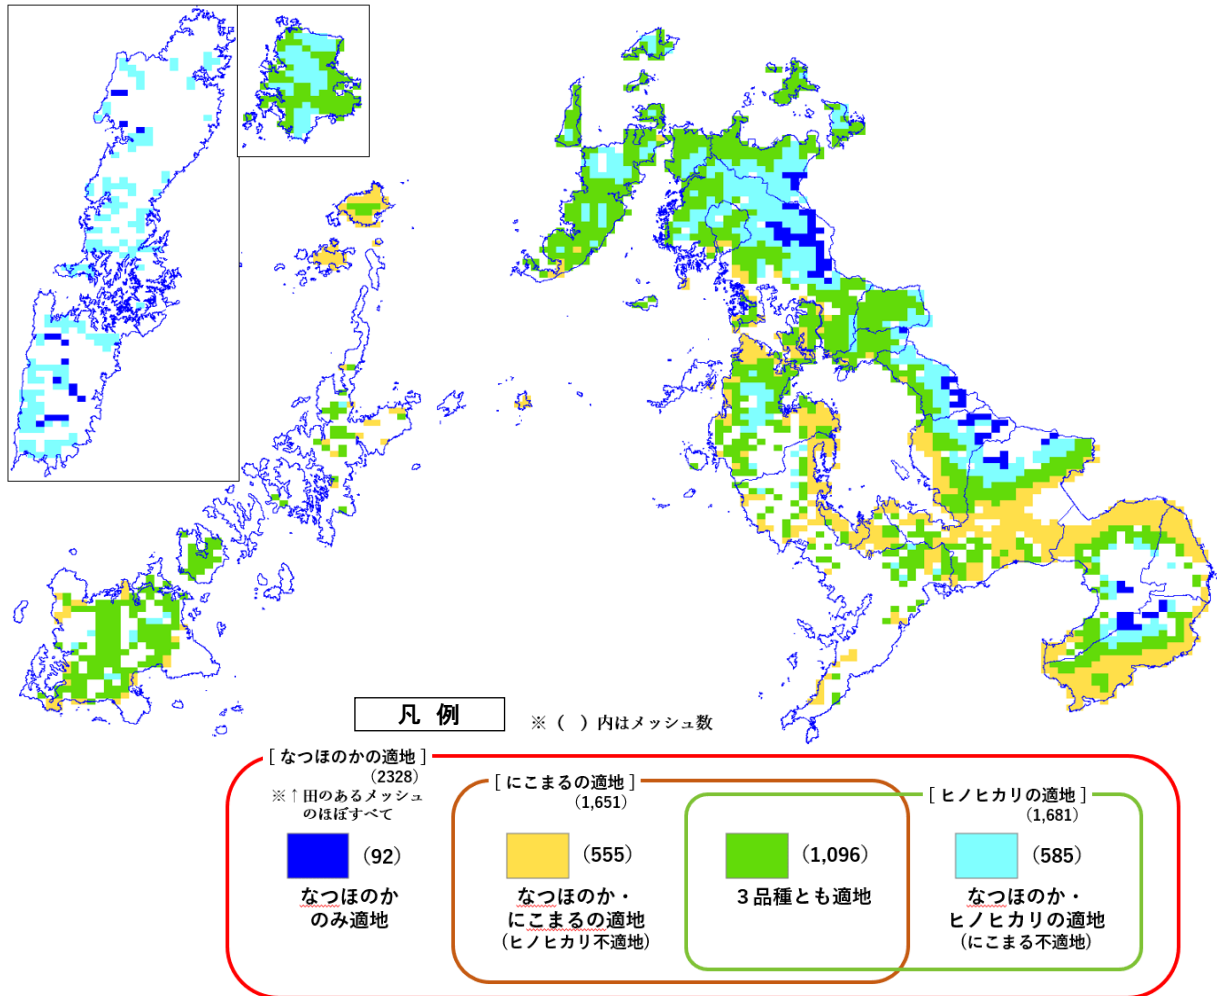 凡 例
※（　）内はメッシュ数
[ なつほのかの適地 ]
（2328）
※↑田のあるメッシュ
のほぼすべて
[ にこまるの適地 ]
（1,651）
[ ヒノヒカリの適地 ]
（1,681）
（92）
なつほのか
のみ適地
（555）
なつほのか・
にこまるの適地
（ヒノヒカリ不適地）
（1,096）
３品種とも適地
（585）
なつほのか・
ヒノヒカリの適地
（にこまる不適地）